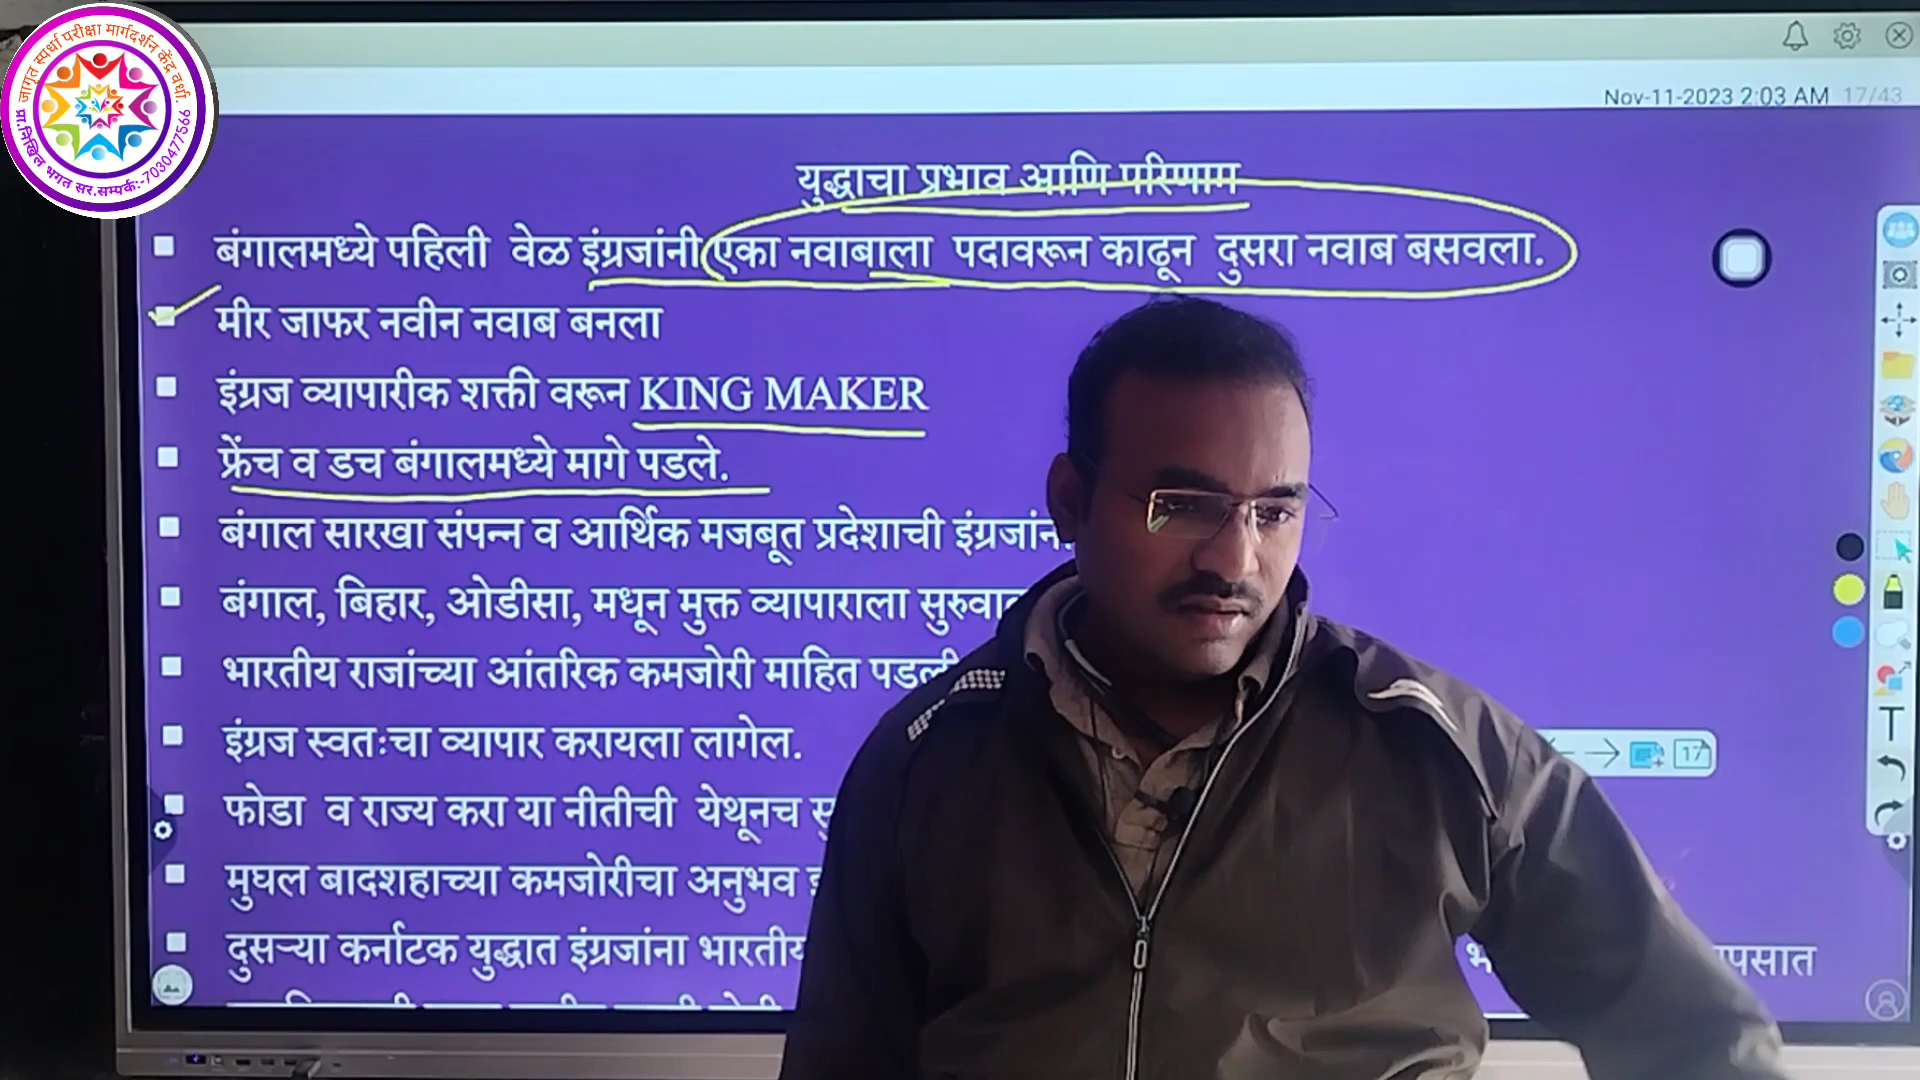 जागृत स्पर्धा परीक्षा मार्गदर्शन केंद्र वर्धा.
प्रा.निखिल भगत सर.सम्पर्क:-7030477566
Nov-11-2023 2:03 AM 17/43
युद्धाचा प्रभाव आणि परिणाम
बंगालमध्ये पहिली वेळ इंग्रजांनी एका नवाबाला पदावरून काढून दुसरा नवाब बसवला.
मीर जाफर नवीन नवाब बनला
इंग्रज व्यापारीक शक्ती वरून KING MAKER
फ्रेंच व डच बंगालमध्ये मागे पडले.
बंगाल सारखा संपन्न व आर्थिक मजबूत प्रदेशाची
बंगाल, बिहार, ओडीसा, मधून मुक्त व्यापाराला
भारतीय राजांच्या आंतरिक कमजोरी माहित
इंग्रज स्वतःचा व्यापार करायला लागेल.
17
फोडा व राज्य करा या नीतीची येथूनच
मुघल बादशहाच्या कमजोरीचा अनुभव
दुसऱ्या कर्नाटक युद्धात इंग्रजांना